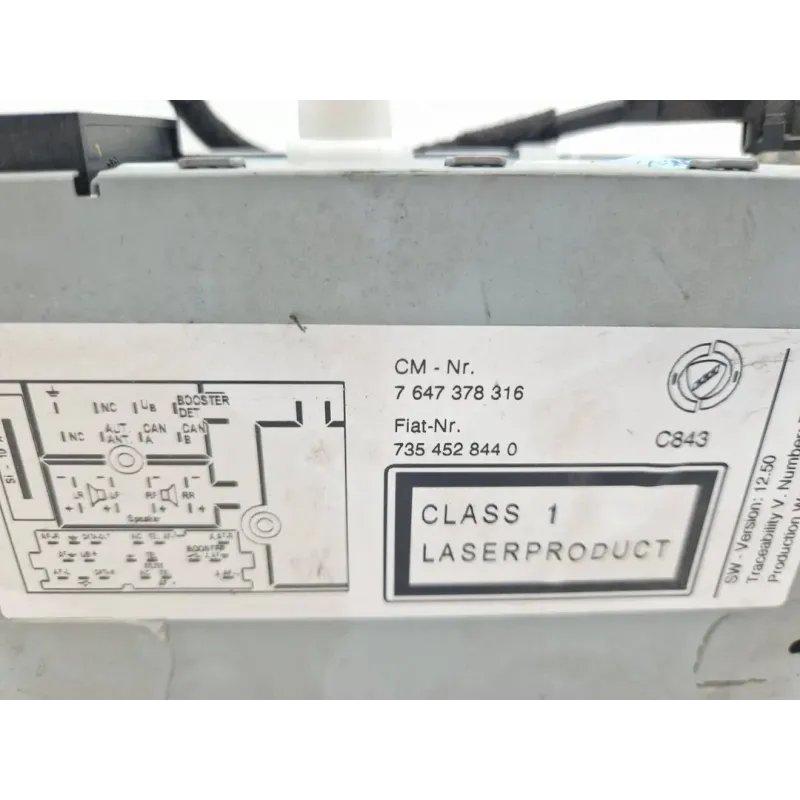 CM - Nr.
7 647 378 316
Fiat-Nr.
735 452 844 0
C843
CLASS 1
LASERPRODUCT
SW - Version: 12.50
Traceability V. Number:
Production W
NC UB BOOSTER
DET
NC AUT. CAN CAN
ANT. A B
LR LF RF RR
Speaker